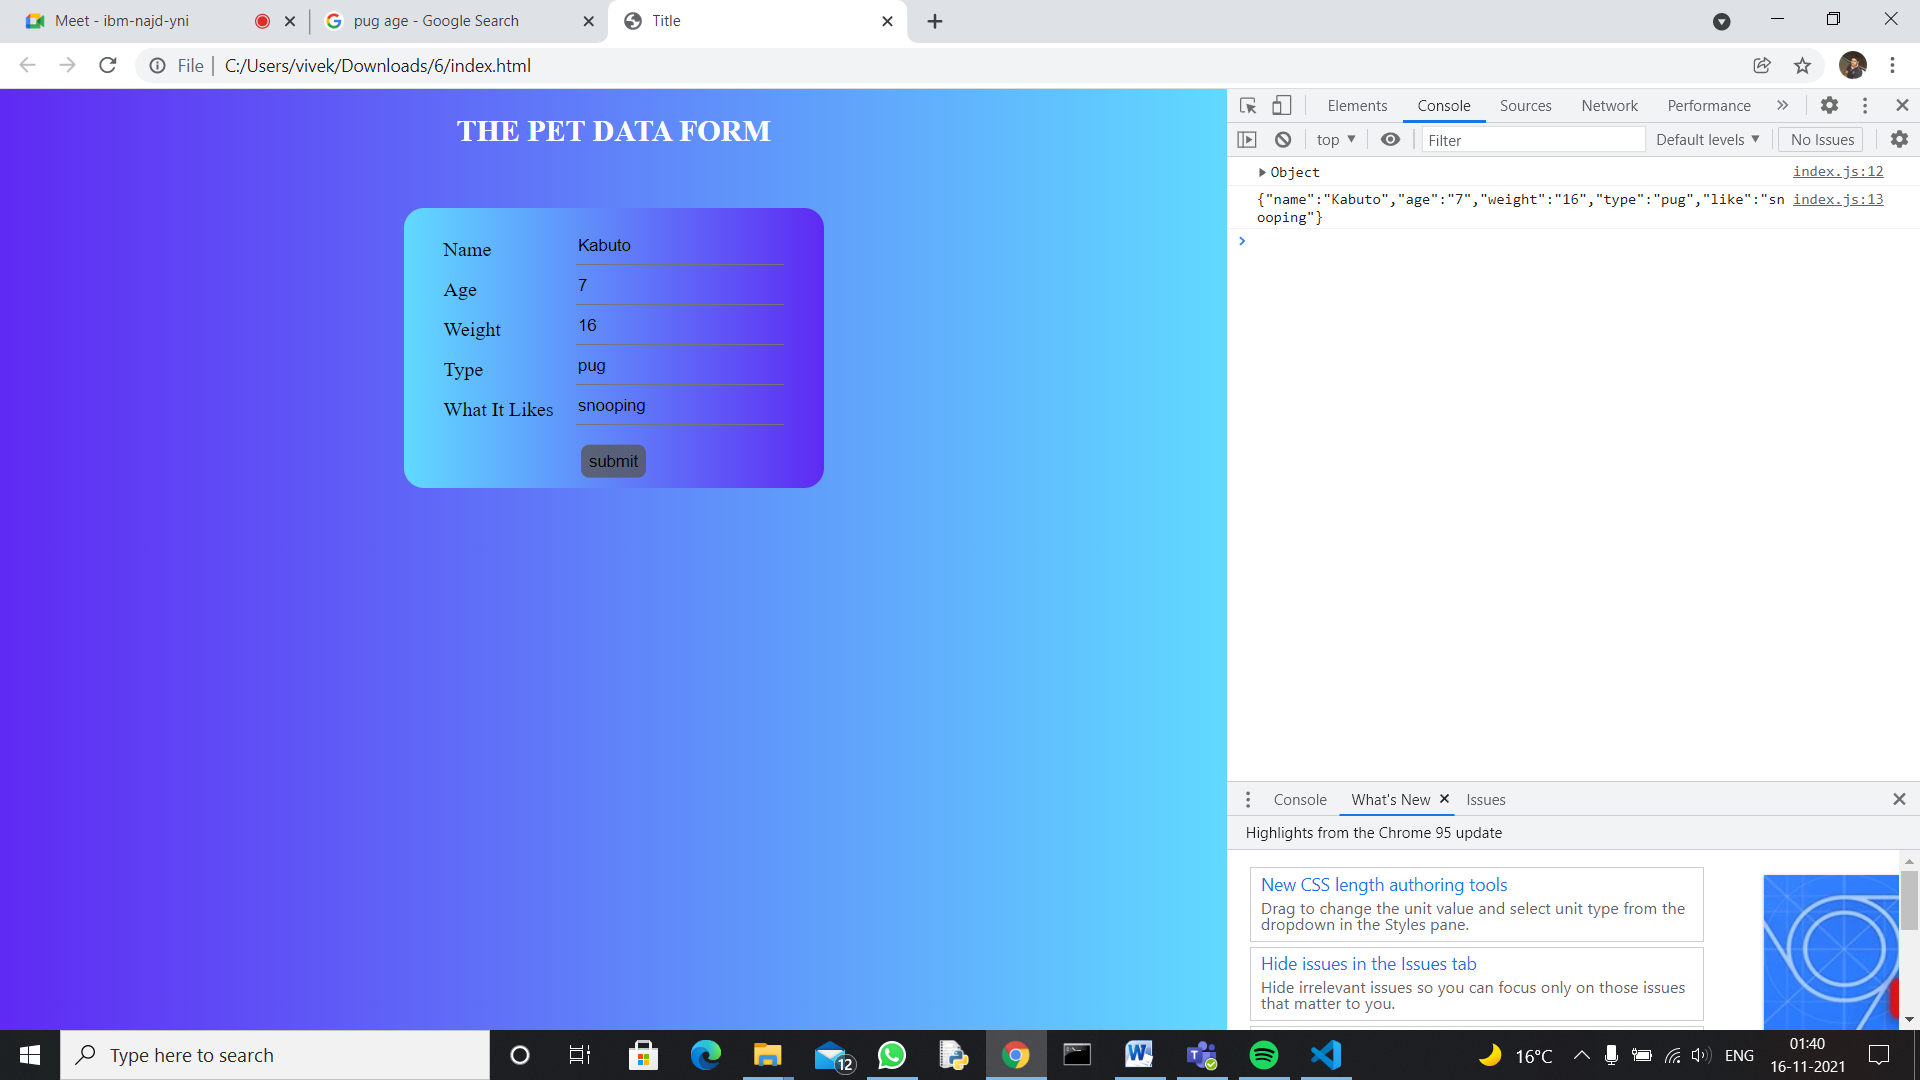 Meet - ibm-najd-yni
pug age - Google Search
Title
File | C:/Users/vivek/Downloads/6/index.html
THE PET DATA FORM
Name Kabuto
Age 7
Weight 16
Type pug
What It Likes snooping
submit
Elements Console Sources Network Performance
top Filter Default levels No Issues
Object index.js:12
{"name":"Kabuto","age":"7","weight":"16","type":"pug","like":"sn index.js:13
ooping"}
Console What's New Issues
Highlights from the Chrome 95 update
New CSS length authoring tools
Drag to change the unit value and select unit type from the
dropdown in the Styles pane.
Hide issues in the Issues tab
Hide irrelevant issues so you can focus only on those issues
that matter to you.
Type here to search
12
16°C
ENG
01:40
16-11-2021